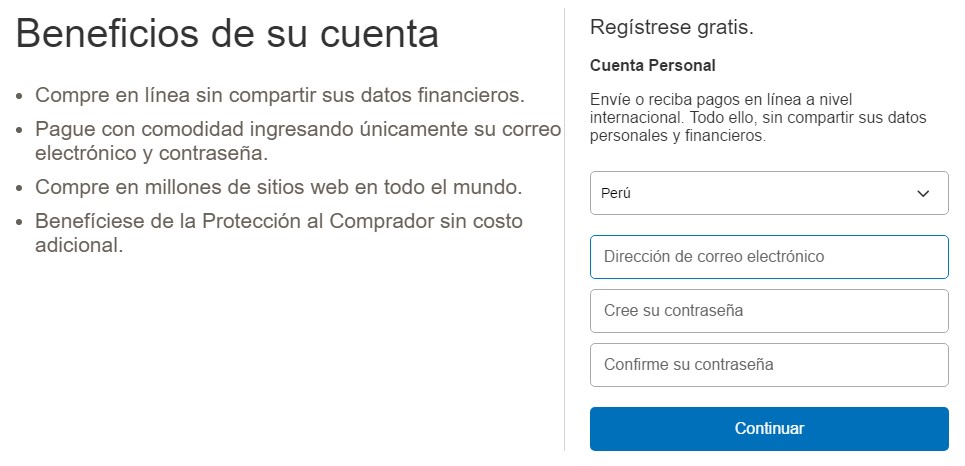 Beneficios de su cuenta
• Compre en línea sin compartir sus datos financieros.
• Pague con comodidad ingresando únicamente su correo
electrónico y contraseña.
• Compre en millones de sitios web en todo el mundo.
• Benefíciese de la Protección al Comprador sin costo
adicional.
Regístrese gratis.
Cuenta Personal
Envíe o reciba pagos en línea a nivel
internacional. Todo ello, sin compartir sus datos
personales y financieros.
Perú
Dirección de correo electrónico
Cree su contraseña
Confirme su contraseña
Continuar